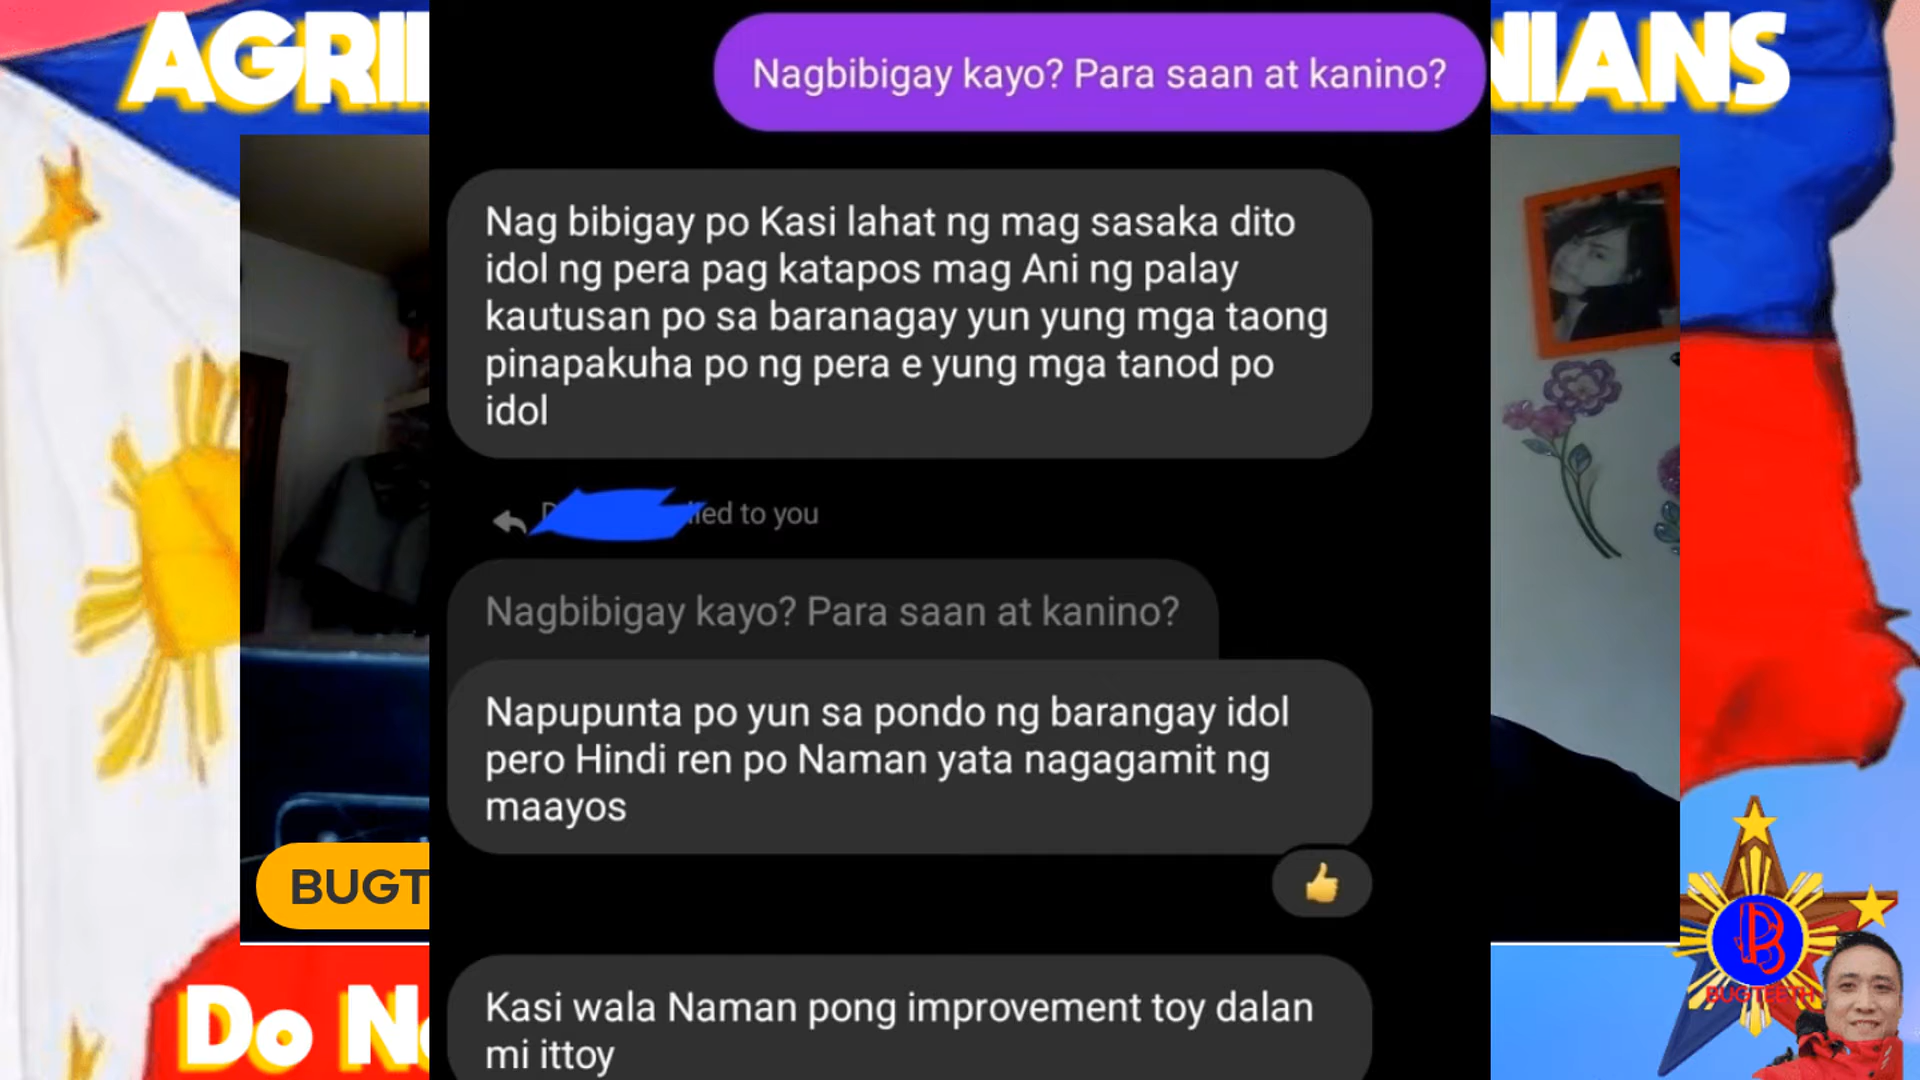 AGRI
NIANS
Nagbibigay kayo? Para saan at kanino?
Nag bibigay po Kasi lahat ng mag sasaka dito
idol ng pera pag katapos mag Ani ng palay
kautusan po sa baranagay yun yung mga taong
pinapakuha po ng pera e yung mga tanod po
idol
lied to you
Nagbibigay kayo? Para saan at kanino?
Napupunta po yun sa pondo ng barangay idol
pero Hindi ren po Naman yata nagagamit ng
maayos
Kasi wala Naman pong improvement toy dalan
mi ittoy
BUGT
Do N
B
BUGTEETH